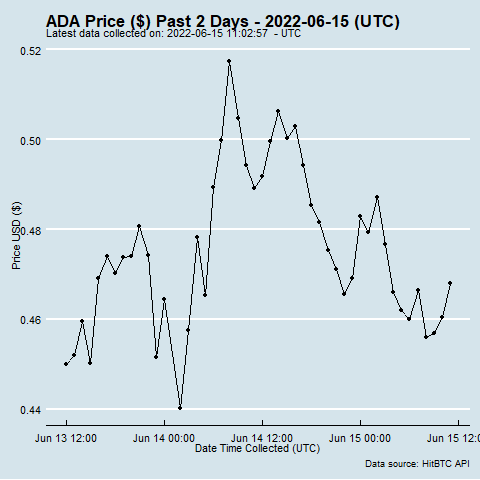 ADA Price ($) Past 2 Days - 2022-06-15 (UTC)
Latest data collected on: 2022-06-15 11:02:57  - UTC
0.52
0.50
0.48
0.46
0.44
Price USD ($)
Jun 13 12:00
Jun 14 00:00
Jun 14 12:00
Jun 15 00:00
Jun 15 12:00
Date Time Collected (UTC)
Data source: HitBTC API